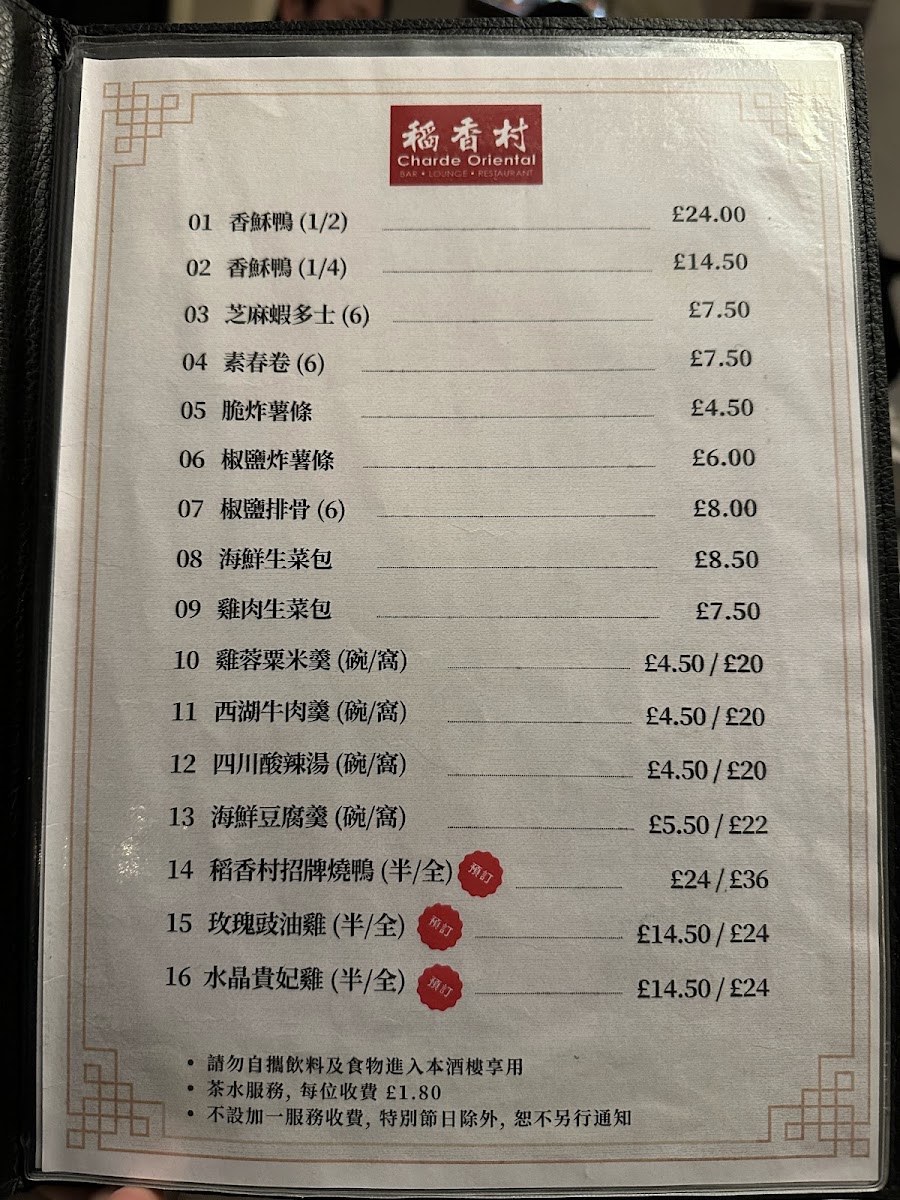 稻香村
Charde Oriental
BAR • LOUNGE • RESTAURANT
01 香酥鴨 (1/2) £24.00
02 香酥鴨 (1/4) £14.50
03 芝麻蝦多士 (6) £7.50
04 素春卷 (6) £7.50
05 脆炸薯條 £4.50
06 椒鹽炸薯條 £6.00
07 椒鹽排骨 (6) £8.00
08 海鮮生菜包 £8.50
09 雞肉生菜包 £7.50
10 雞蓉粟米羹 (碗/窩) £4.50 / £20
11 西湖牛肉羹 (碗/窩) £4.50 / £20
12 四川酸辣湯 (碗/窩) £4.50 / £20
13 海鮮豆腐羹 (碗/窩) £5.50 / £22
14 稻香村招牌燒鴨 (半/全) 預訂 £24 / £36
15 玫瑰豉油雞 (半/全) 預訂 £14.50 / £24
16 水晶貴妃雞 (半/全) 預訂 £14.50 / £24
• 請勿自攜飲料及食物進入本酒樓享用
• 茶水服務, 每位收費 £1.80
• 不設加一服務收費, 特別節日除外, 恕不另行通知